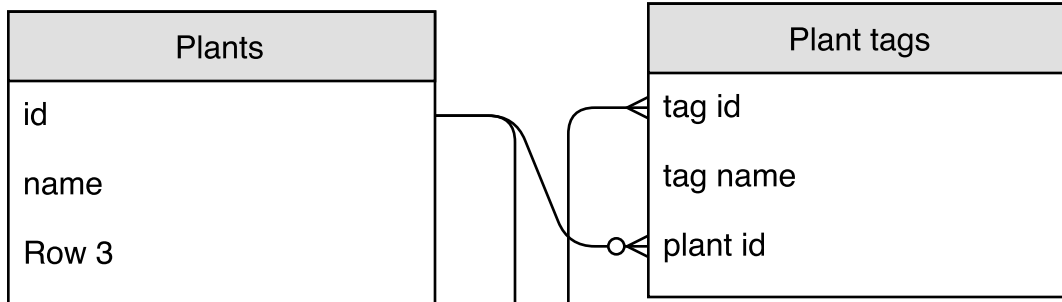 Plants
id
name
Row 3
Plant tags
tag id
tag name
plant id